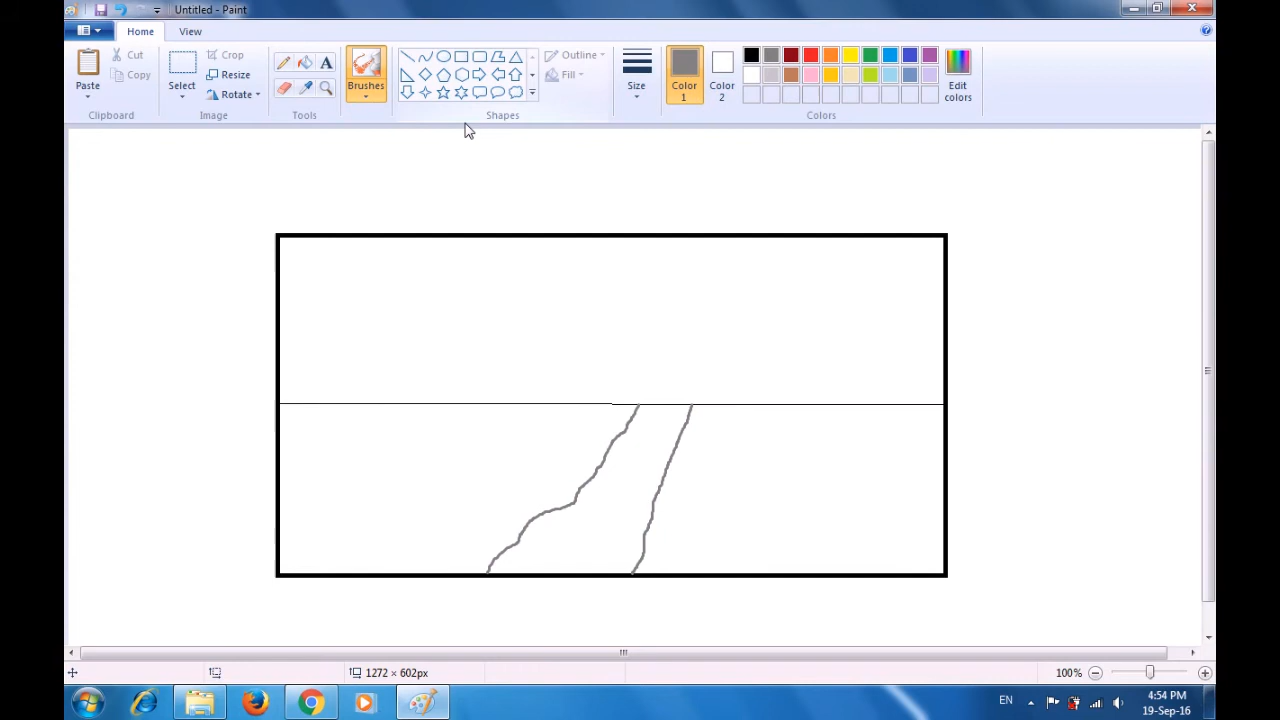 Untitled - Paint
Home View
Paste
Cut
Copy
Clipboard
Select
Crop
Resize
Rotate
Image
A
Tools
Brushes
Outline
Fill
Shapes
Size
Color 1
Color 2
Edit colors
Colors
1272 × 602px
100%
EN
4:54 PM
19-Sep-16